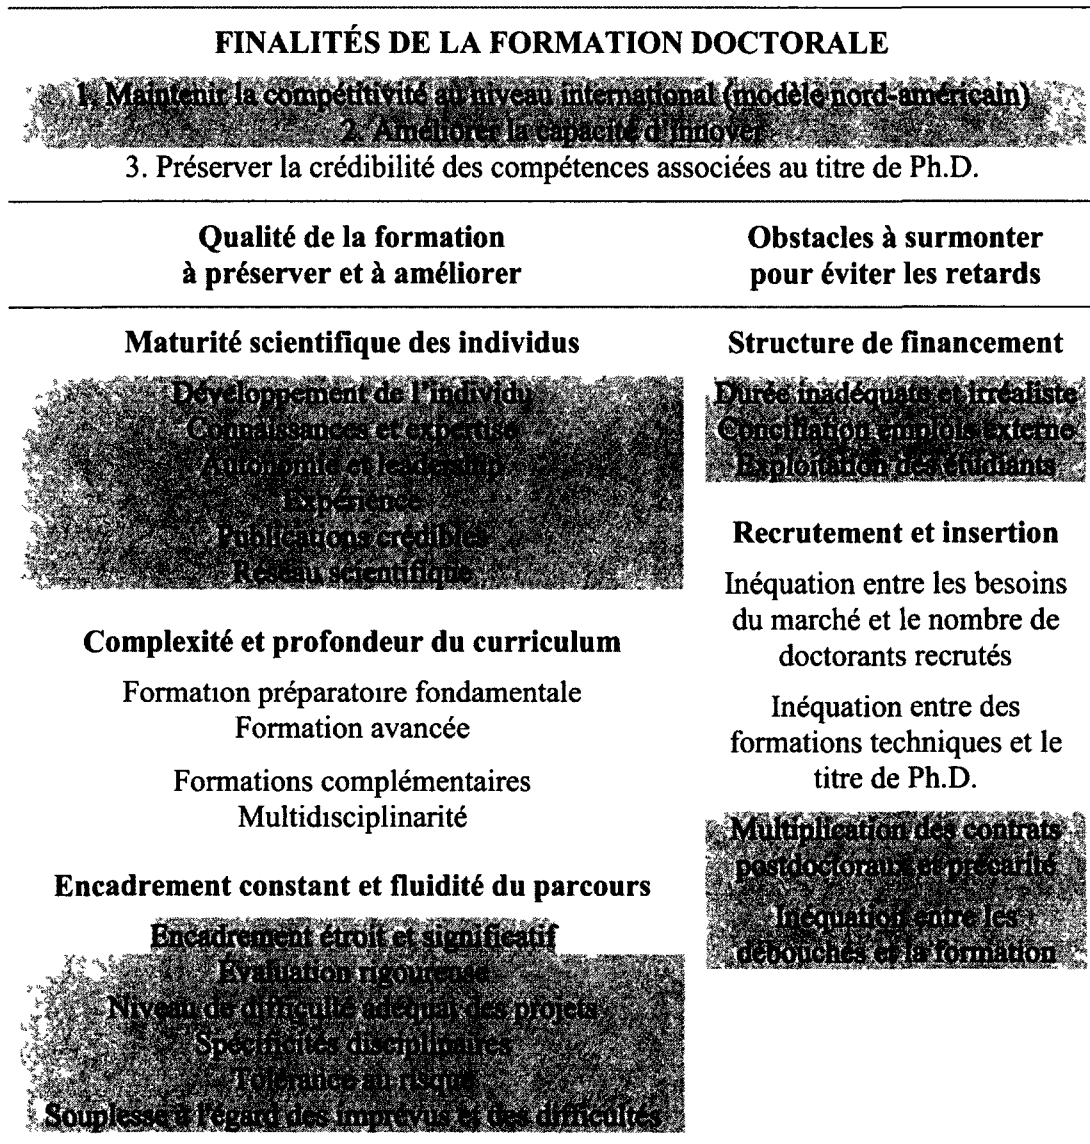 FINALITÉS DE LA FORMATION DOCTORALE
1. Maintenir la compétitivité au niveau international (modèle nord-américain)
2. Améliorer la capacité d'innover
3. Préserver la crédibilité des compétences associées au titre de Ph.D.
Qualité de la formation
à préserver et à améliorer
Obstacles à surmonter
pour éviter les retards
Maturité scientifique des individus
Développement de l'individu
Connaissances et expertise
Autonomie et leadership
Expérience
Publications crédibles
Réseau scientifique
Complexité et profondeur du curriculum
Formation préparatoire fondamentale
Formation avancée
Formations complémentaires
Multidisciplinarité
Encadrement constant et fluidité du parcours
Encadrement étroit et significatif
Évaluation rigoureuse
Niveau de difficulté adéquat des projets
Spécificités disciplinaires
Tolérance au risque
Souplesse à l'égard des imprévus et des difficultés
Structure de financement
Durée inadéquate et irréaliste
Conciliation emplois externe
Exploitation des étudiants
Recrutement et insertion
Inéquation entre les besoins
du marché et le nombre de
doctorants recrutés
Inéquation entre des
formations techniques et le
titre de Ph.D.
Multiplication des contrats
postdoctoraux et précarité
Inéquation entre les
débouchés et la formation